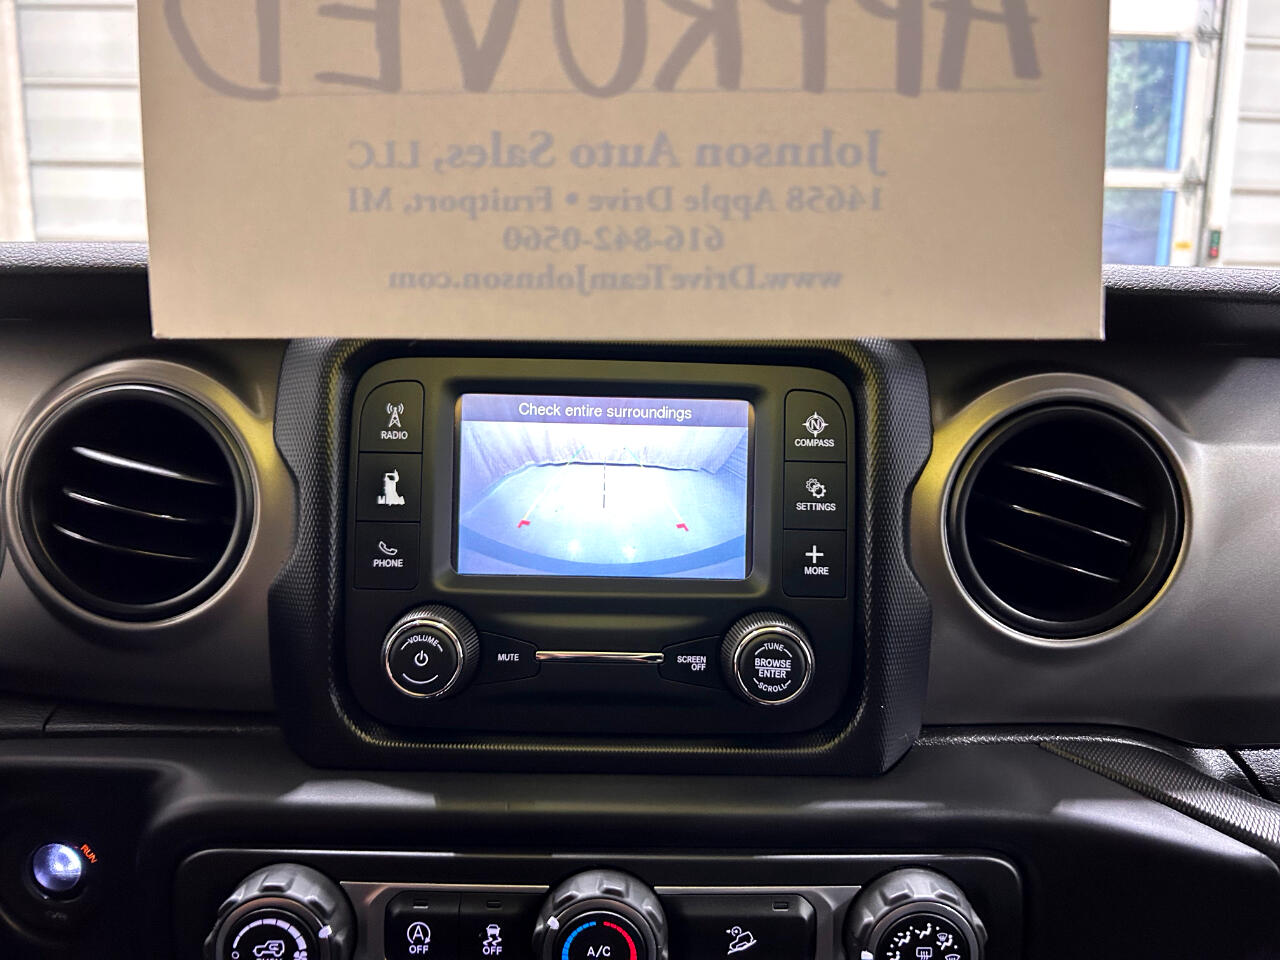 APPROVED
Johnson Auto Sales, LLC
14658 Apple Drive • Fruitport, MI
616-842-0560
www.DriveTeamJohnson.com
Check entire surroundings
RADIO
COMPASS
N
MEDIA
SETTINGS
PHONE
MORE
VOLUME
MUTE
SCREEN OFF
TUNE
BROWSE
ENTER
SCROLL
RUN
A
OFF
OFF
A/C